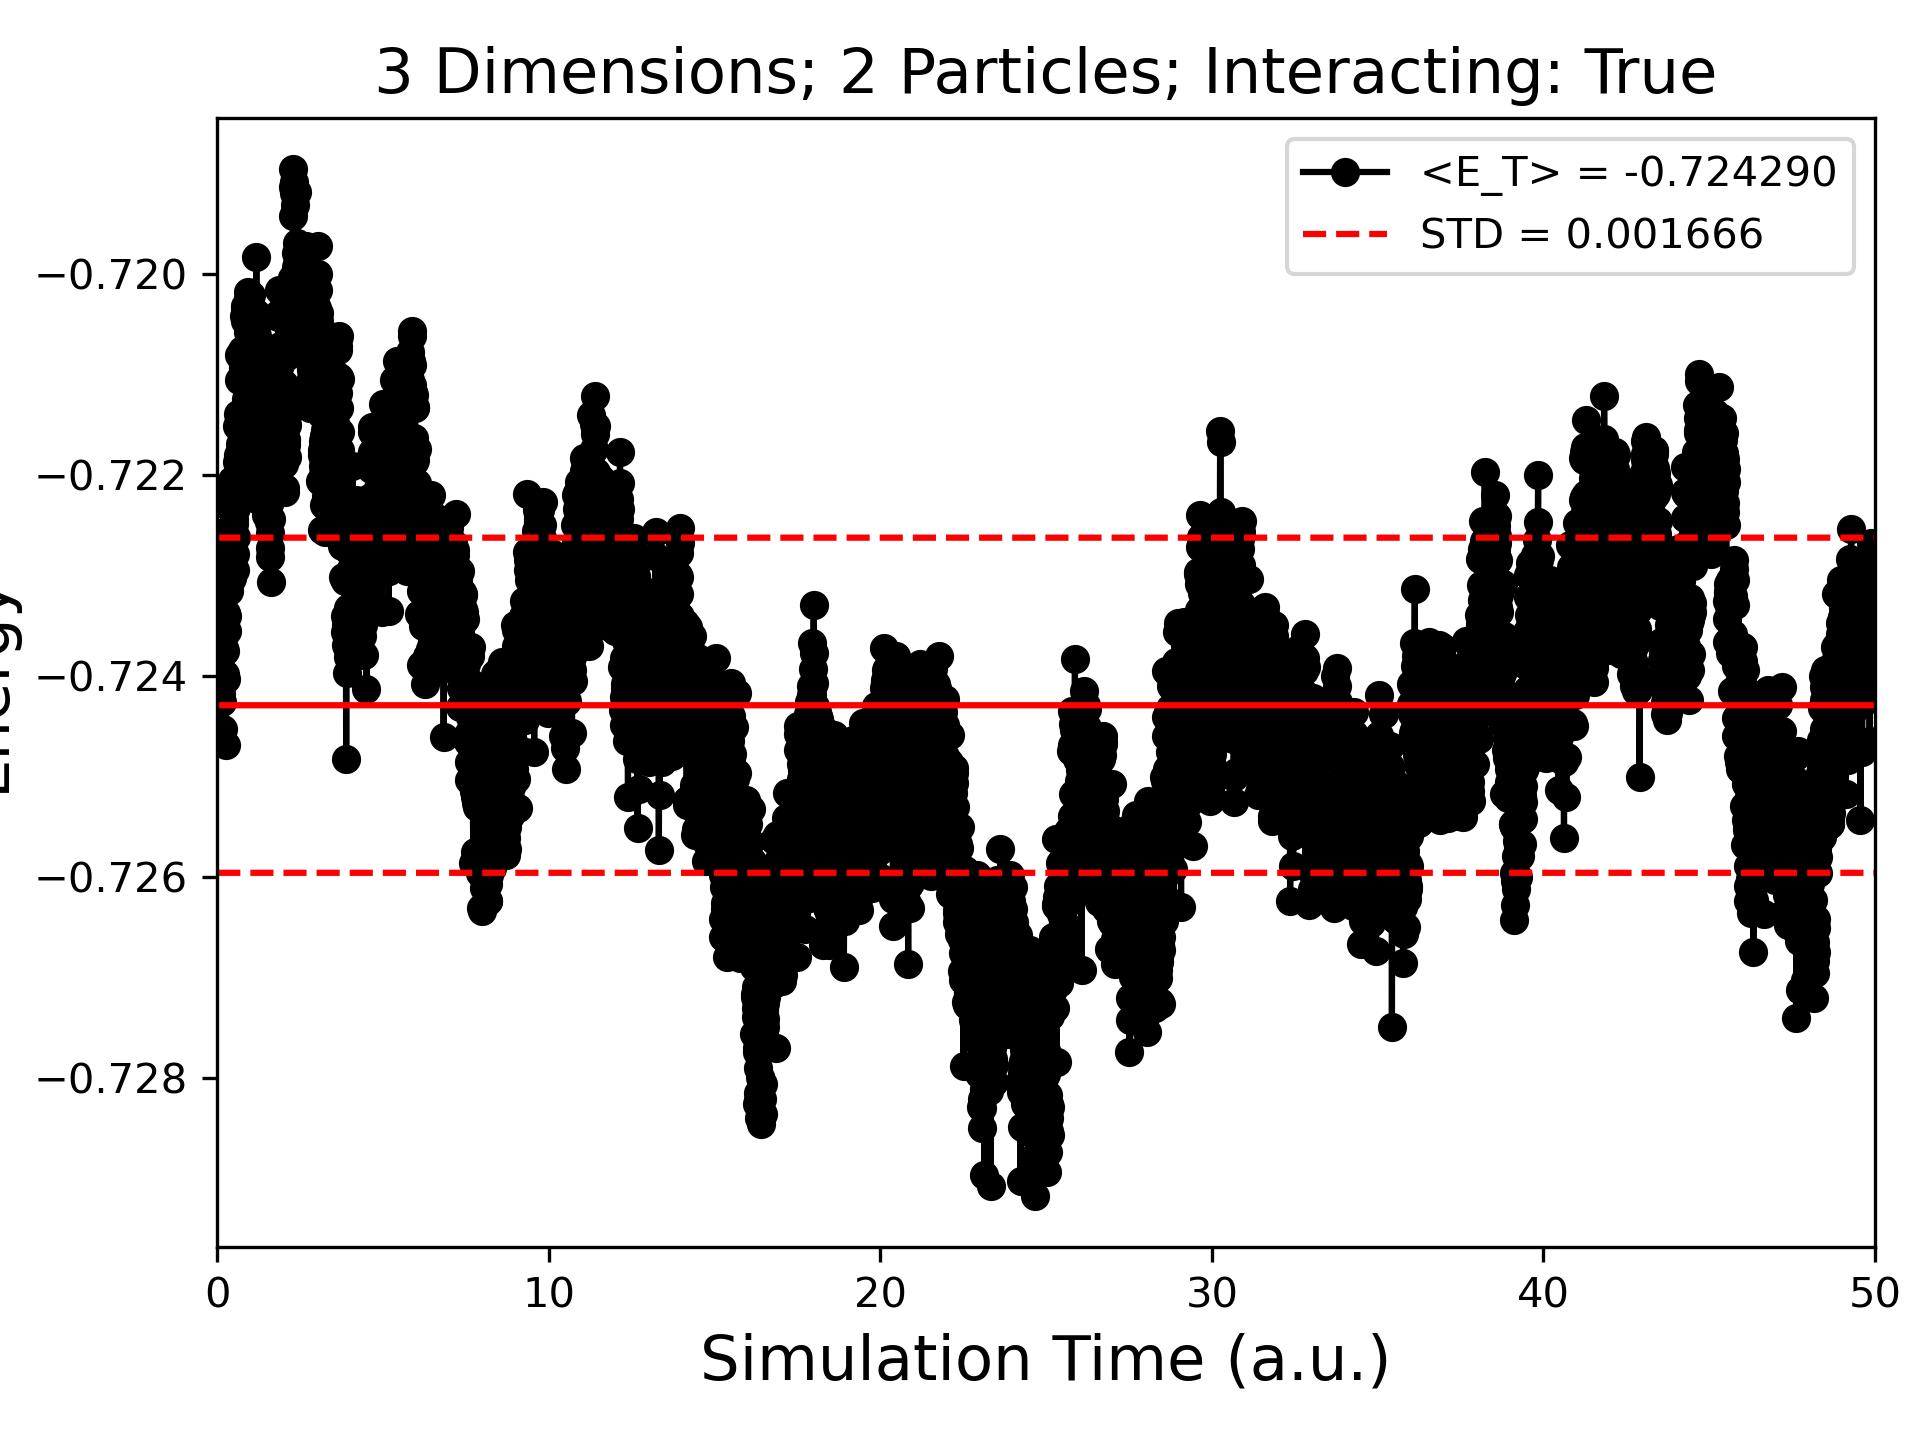 3 Dimensions; 2 Particles; Interacting: True
<E_T> = -0.724290
STD = 0.001666
Energy
−0.720
−0.722
−0.724
−0.726
−0.728
0 10 20 30 40 50
Simulation Time (a.u.)